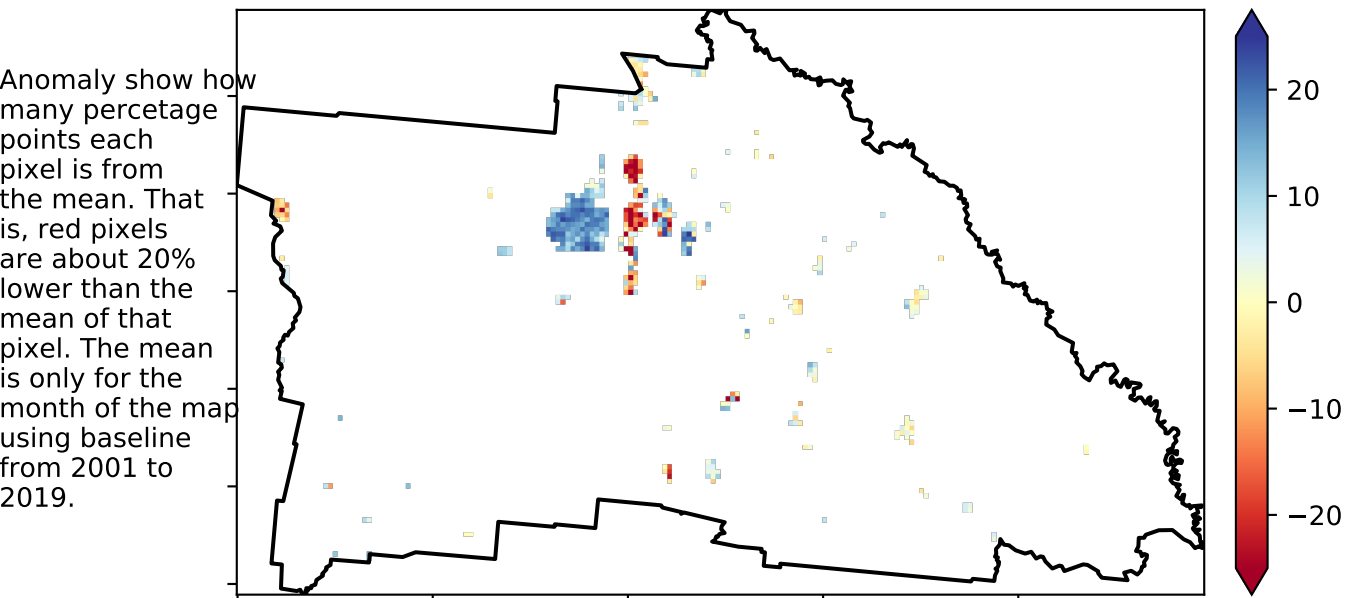 Anomaly show how
many percetage
points each
pixel is from
the mean. That
is, red pixels
are about 20%
lower than the
mean of that
pixel. The mean
is only for the
month of the map
using baseline
from 2001 to
2019.
20
10
0
−10
−20